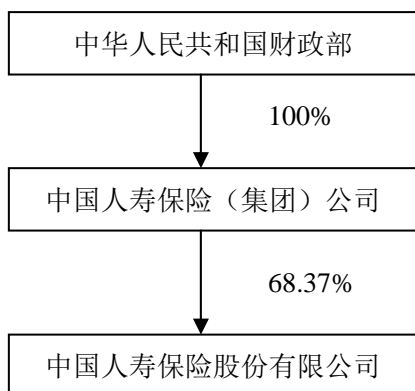 中华人民共和国财政部
100%
中国人寿保险（集团）公司
68.37%
中国人寿保险股份有限公司